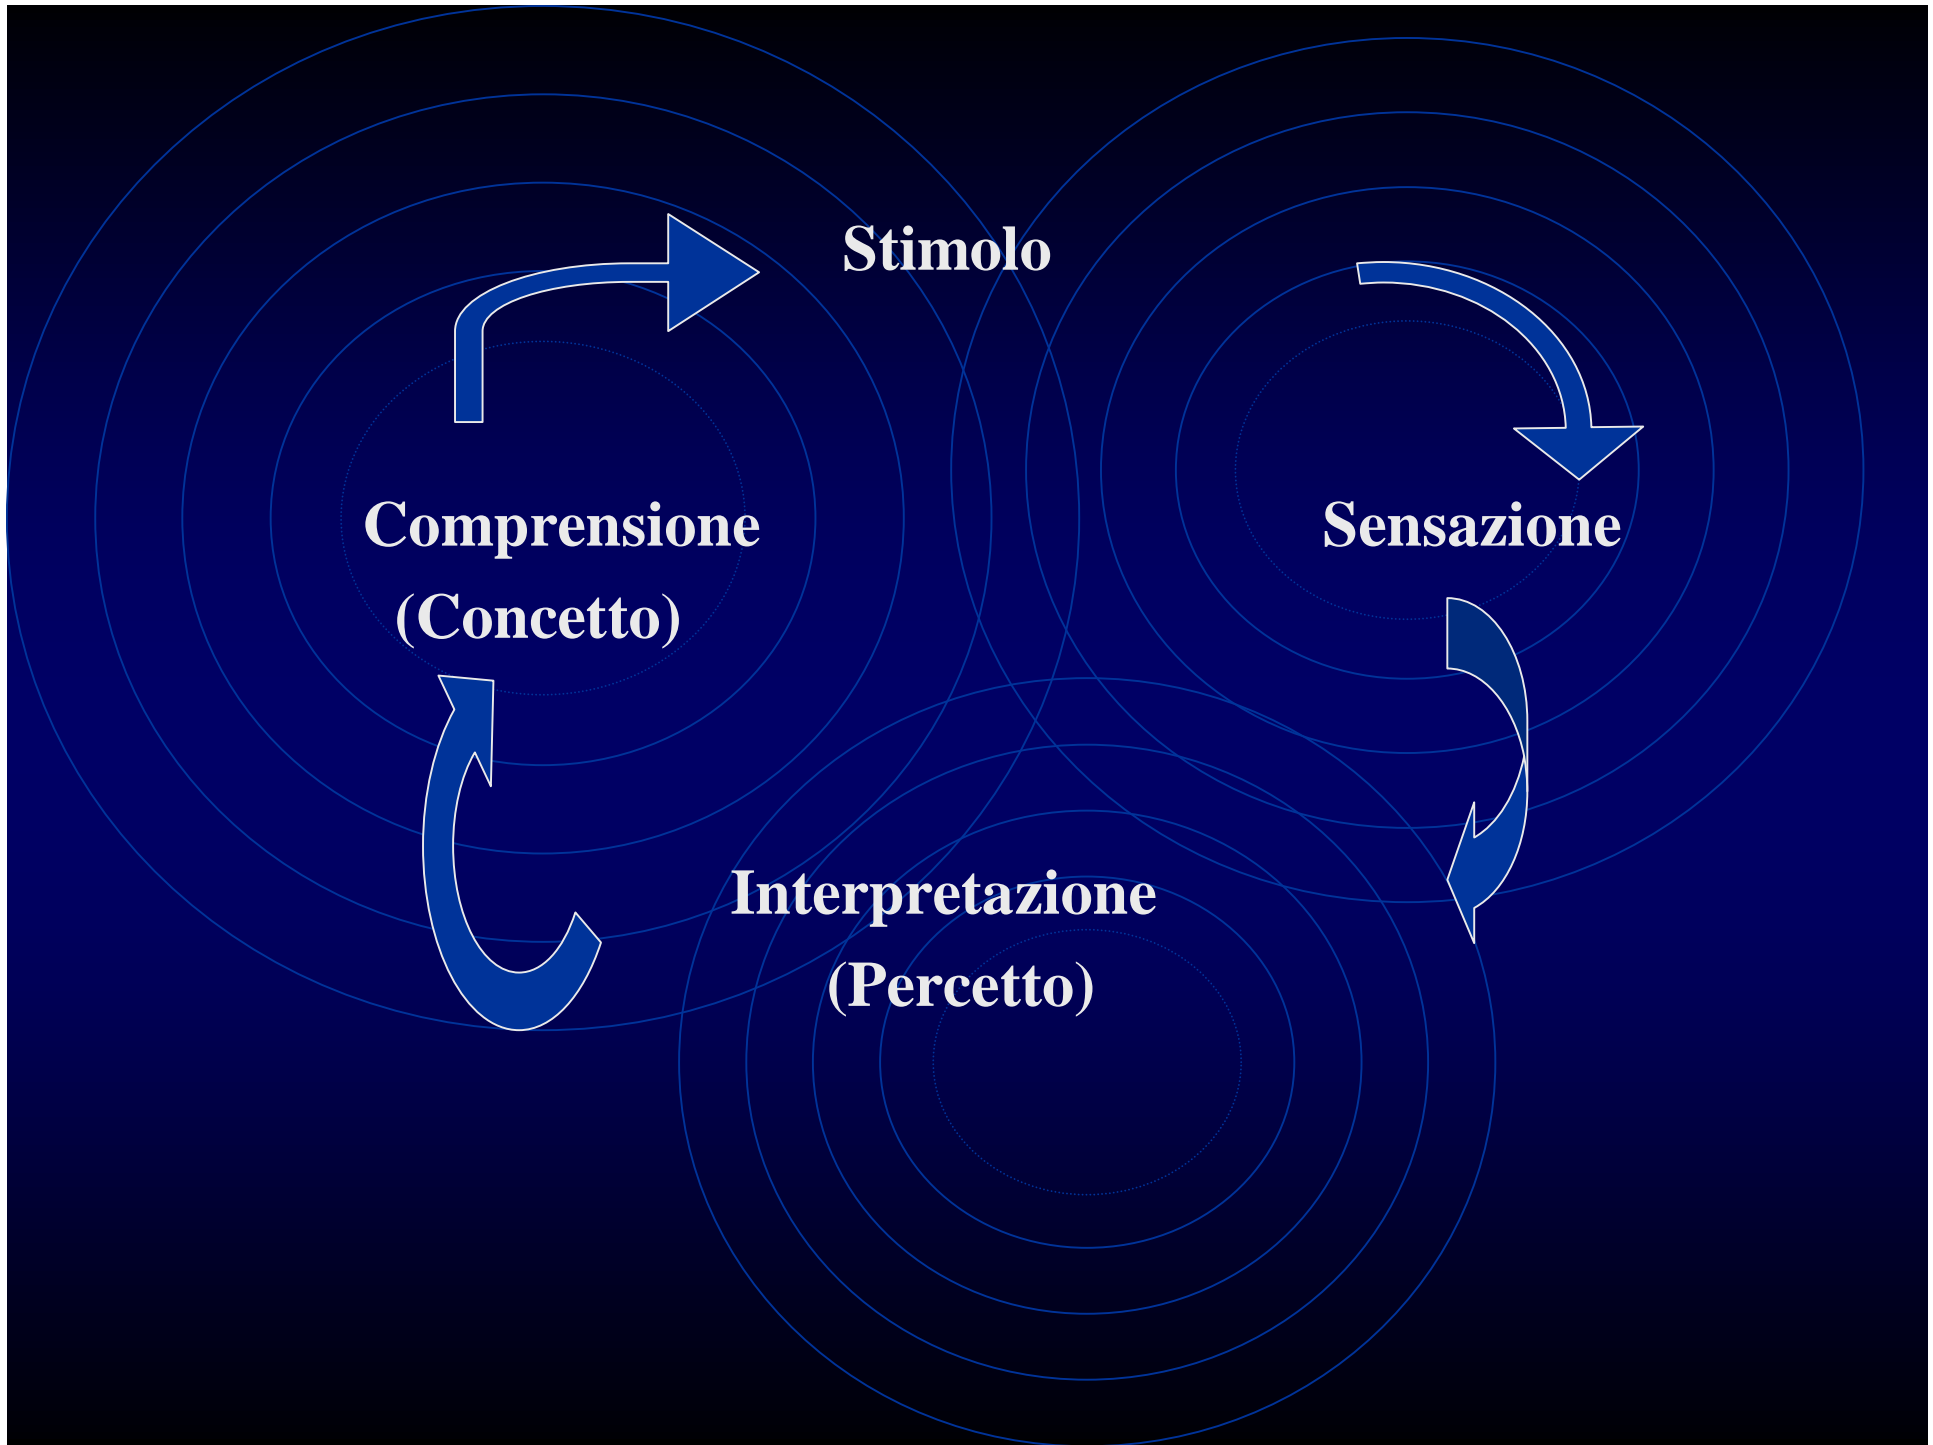 Stimolo
Comprensione
(Concetto)
Sensazione
Interpretazione
(Percetto)